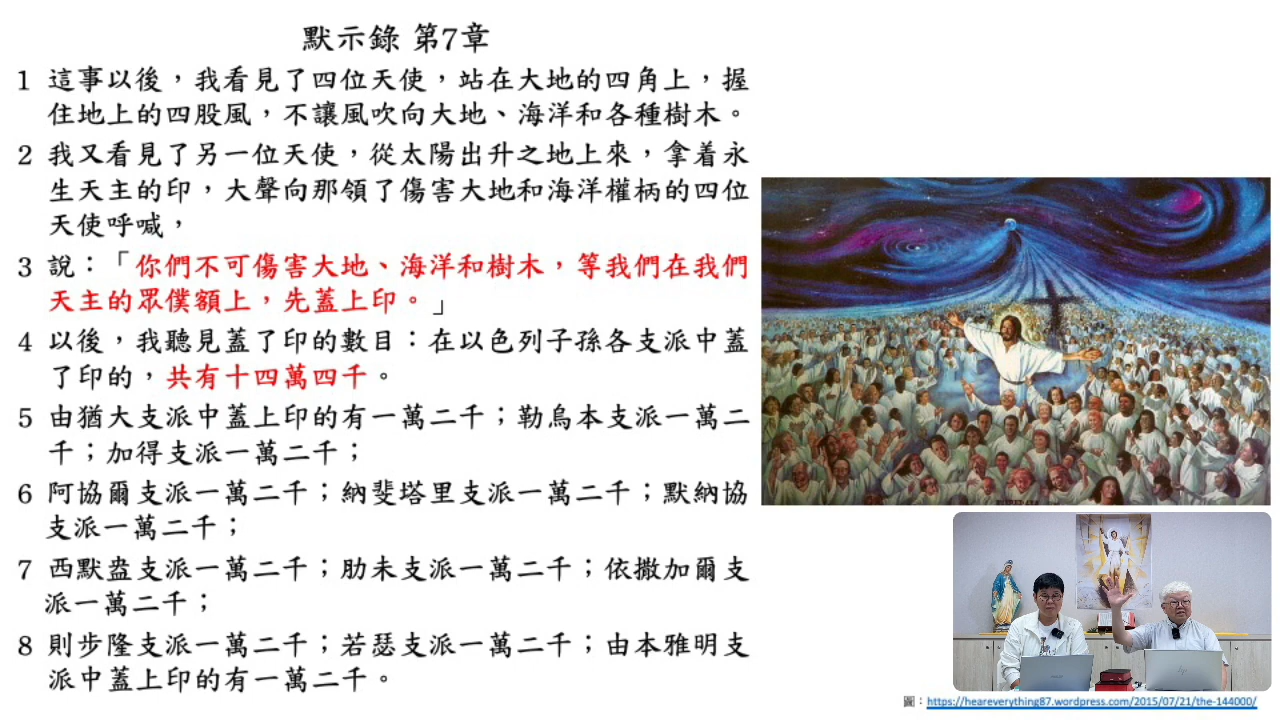 默示錄 第7章
1 這事以後，我看見了四位天使，站在大地的四角上，握
住地上的四股風，不讓風吹向大地、海洋和各種樹木。
2 我又看見了另一位天使，從太陽出升之地上來，拿着永
生天主的印，大聲向那領了傷害大地和海洋權柄的四位
天使呼喊，
3 說：「你們不可傷害大地、海洋和樹木，等我們在我們
天主的眾僕額上，先蓋上印。」
4 以後，我聽見蓋了印的數目：在以色列子孫各支派中蓋
了印的，共有十四萬四千。
5 由猶大支派中蓋上印的有一萬二千；勒烏本支派一萬二
千；加得支派一萬二千；
6 阿協爾支派一萬二千；納斐塔里支派一萬二千；默納協
支派一萬二千；
7 西默盎支派一萬二千；肋未支派一萬二千；依撒加爾支
派一萬二千；
8 則步隆支派一萬二千；若瑟支派一萬二千；由本雅明支
派中蓋上印的有一萬二千。
圖：https://heareverything87.wordpress.com/2015/07/21/the-144000/